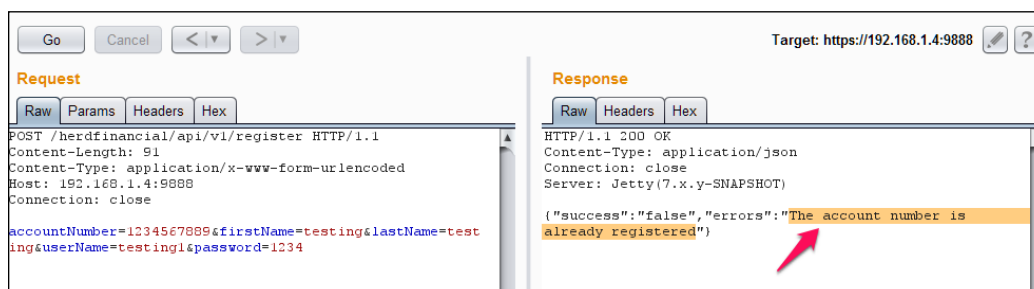 Go Cancel < > Target: https://192.168.1.4:9888 ?
Request
Raw Params Headers Hex
POST /herdfinancial/api/v1/register HTTP/1.1
Content-Length: 91
Content-Type: application/x-www-form-urlencoded
Host: 192.168.1.4:9888
Connection: close
accountNumber=1234567889&firstName=testing&lastName=test
ing&userName=testing1&password=1234
Response
Raw Headers Hex
HTTP/1.1 200 OK
Content-Type: application/json
Connection: close
Server: Jetty(7.x.y-SNAPSHOT)
{"success":"false","errors":"The account number is
already registered"}